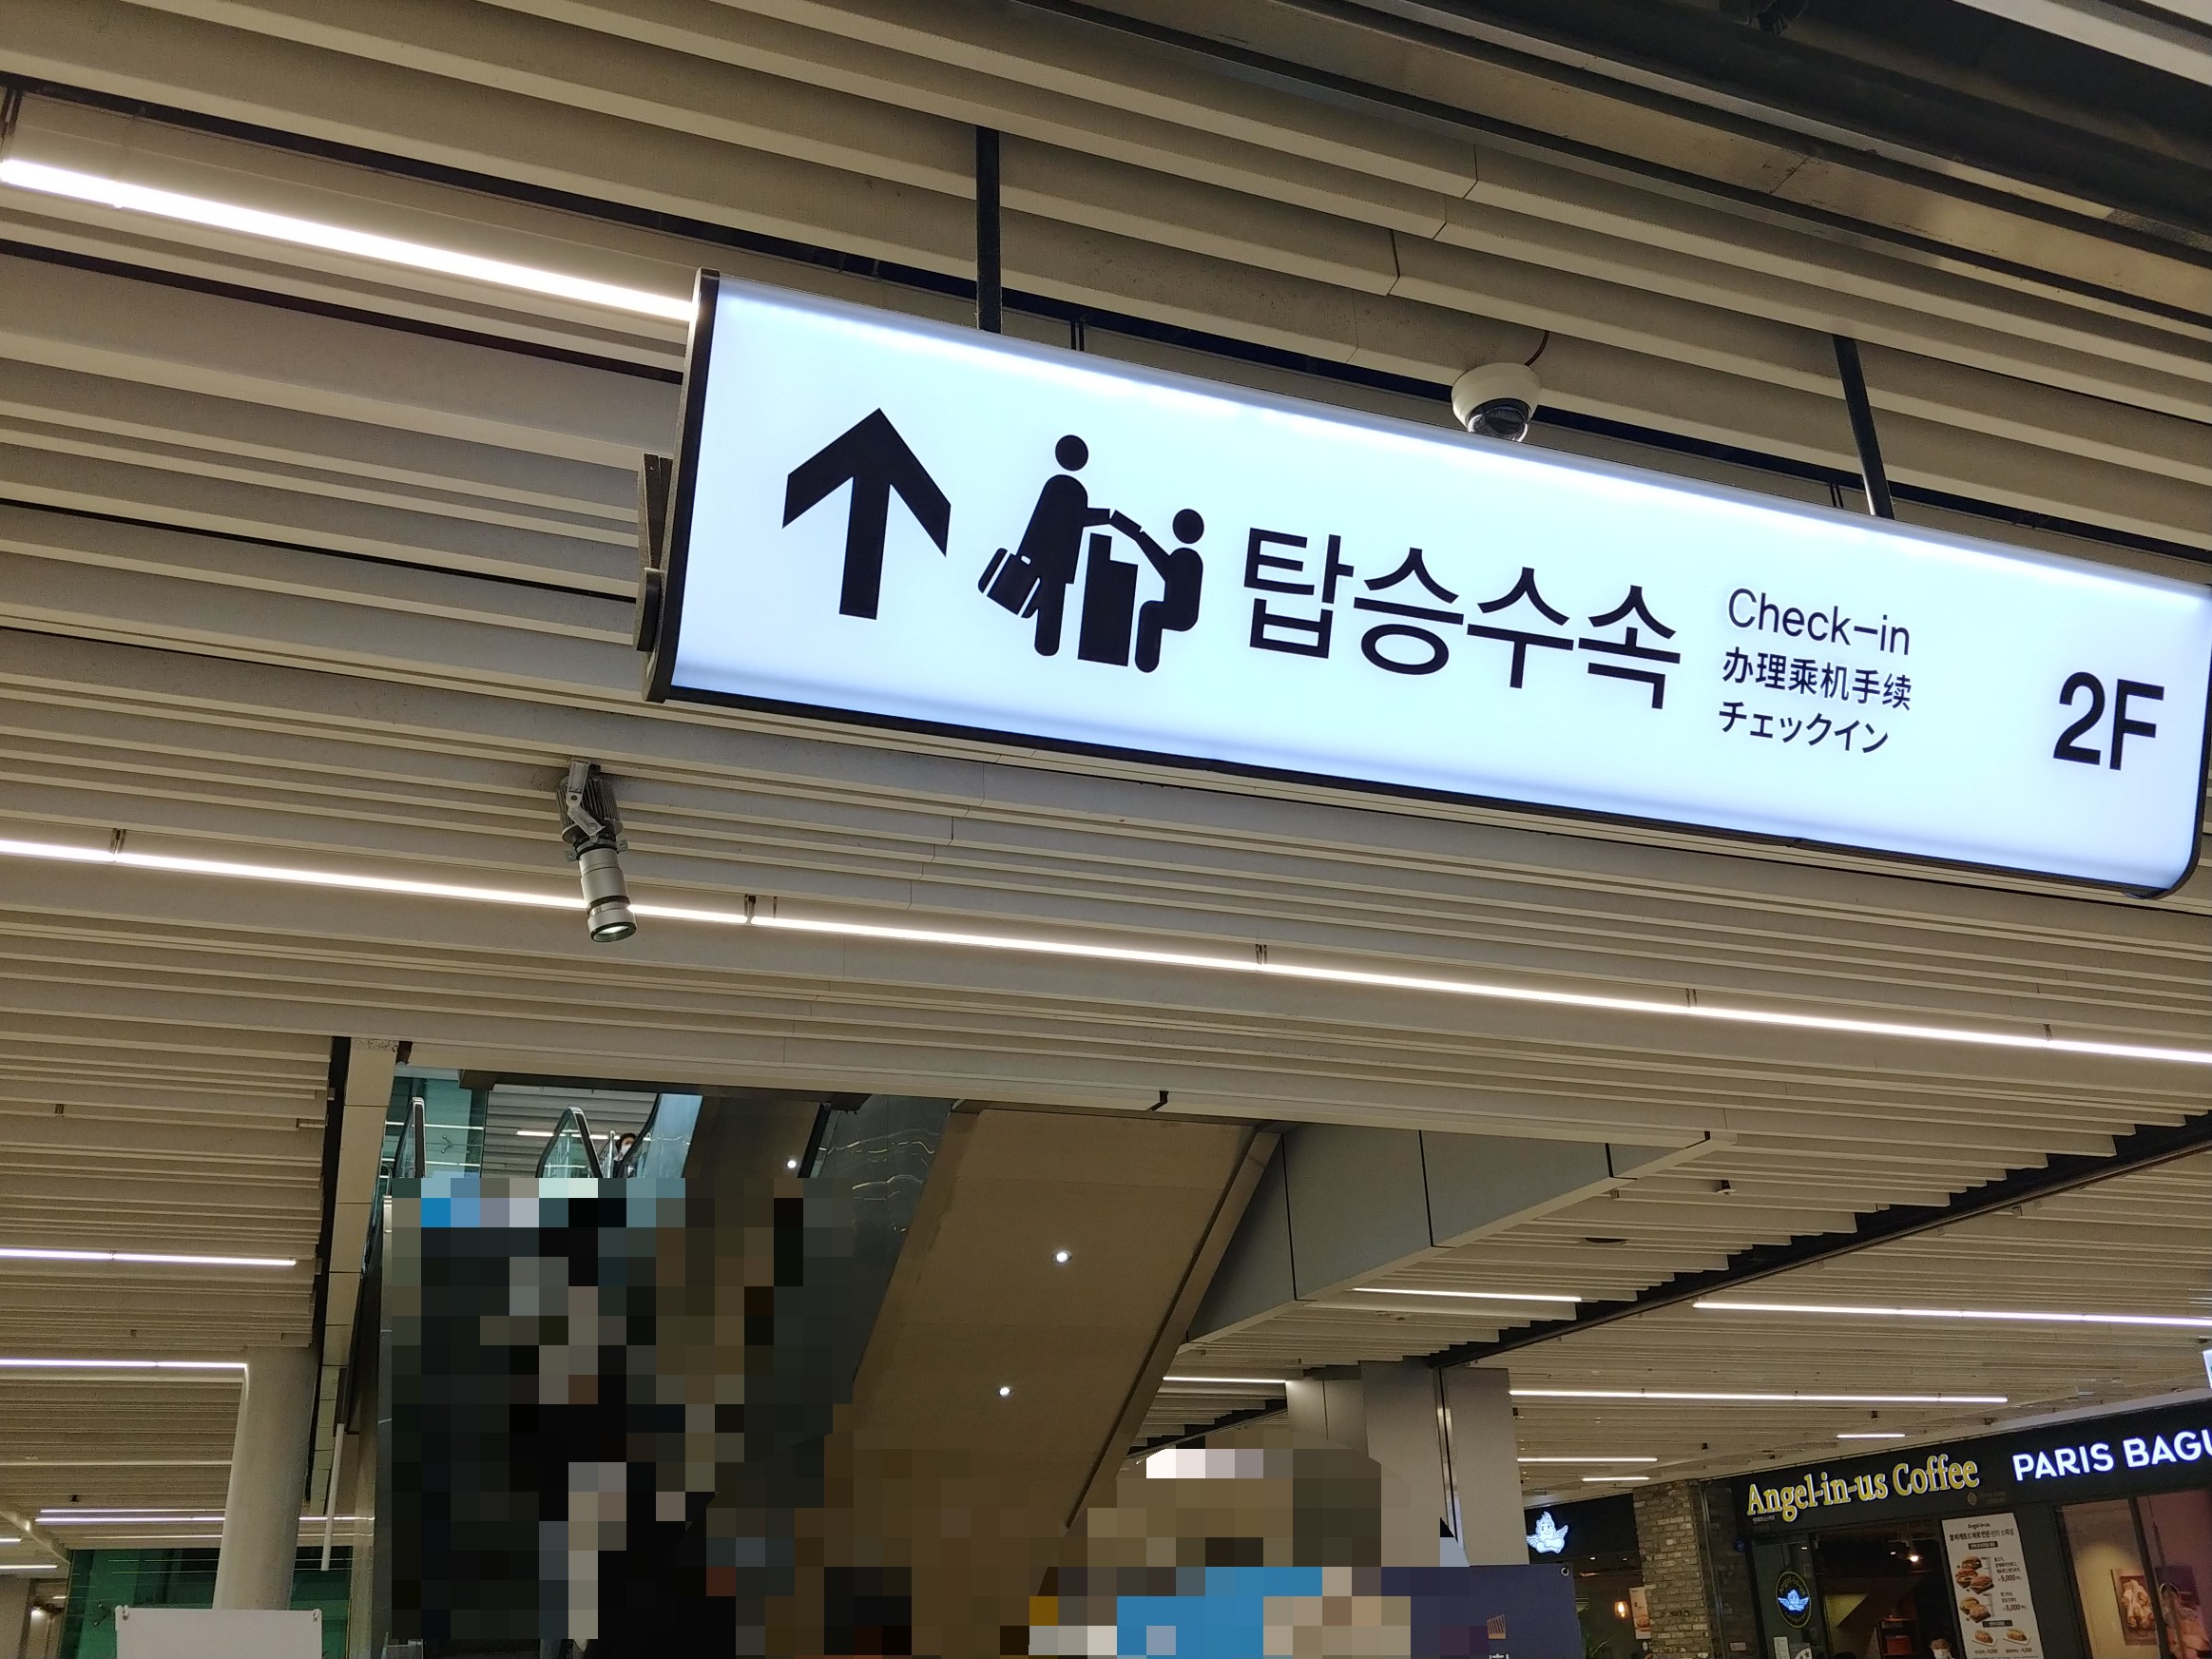 탑승수속
Check-in
办理乘机手续
チェックイン
2F
Angel-in-us Coffee
PARIS BAGU